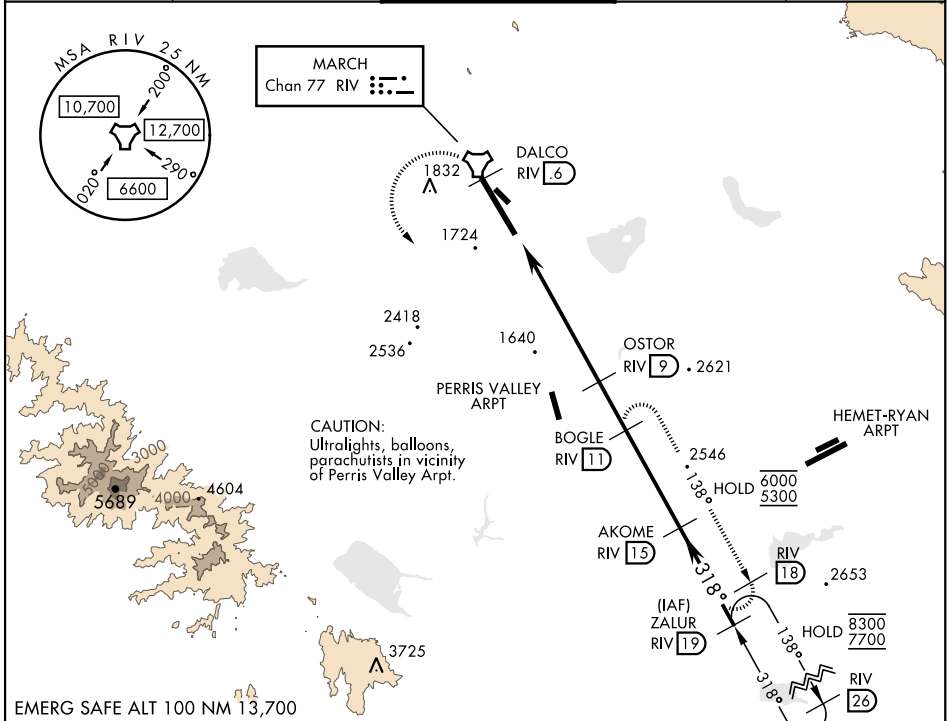 MSA RIV 25 NM
200°
10,700
12,700
020°
290°
6600
MARCH
Chan 77 RIV
1832
DALCO
RIV .6
1724
2418
2536
1640
OSTOR
RIV 9
2621
PERRIS VALLEY
ARPT
HEMET-RYAN
ARPT
CAUTION:
Ultralights, balloons,
parachutists in vicinity
of Perris Valley Arpt.
BOGLE
RIV 11
2546
138°
HOLD 6000
5300
3000
5000
4000
4604
5689
AKOME
RIV 15
318°
RIV
18
2653
(IAF)
ZALUR
RIV 19
138°
HOLD 8300
7700
318°
RIV
26
3725
EMERG SAFE ALT 100 NM 13,700